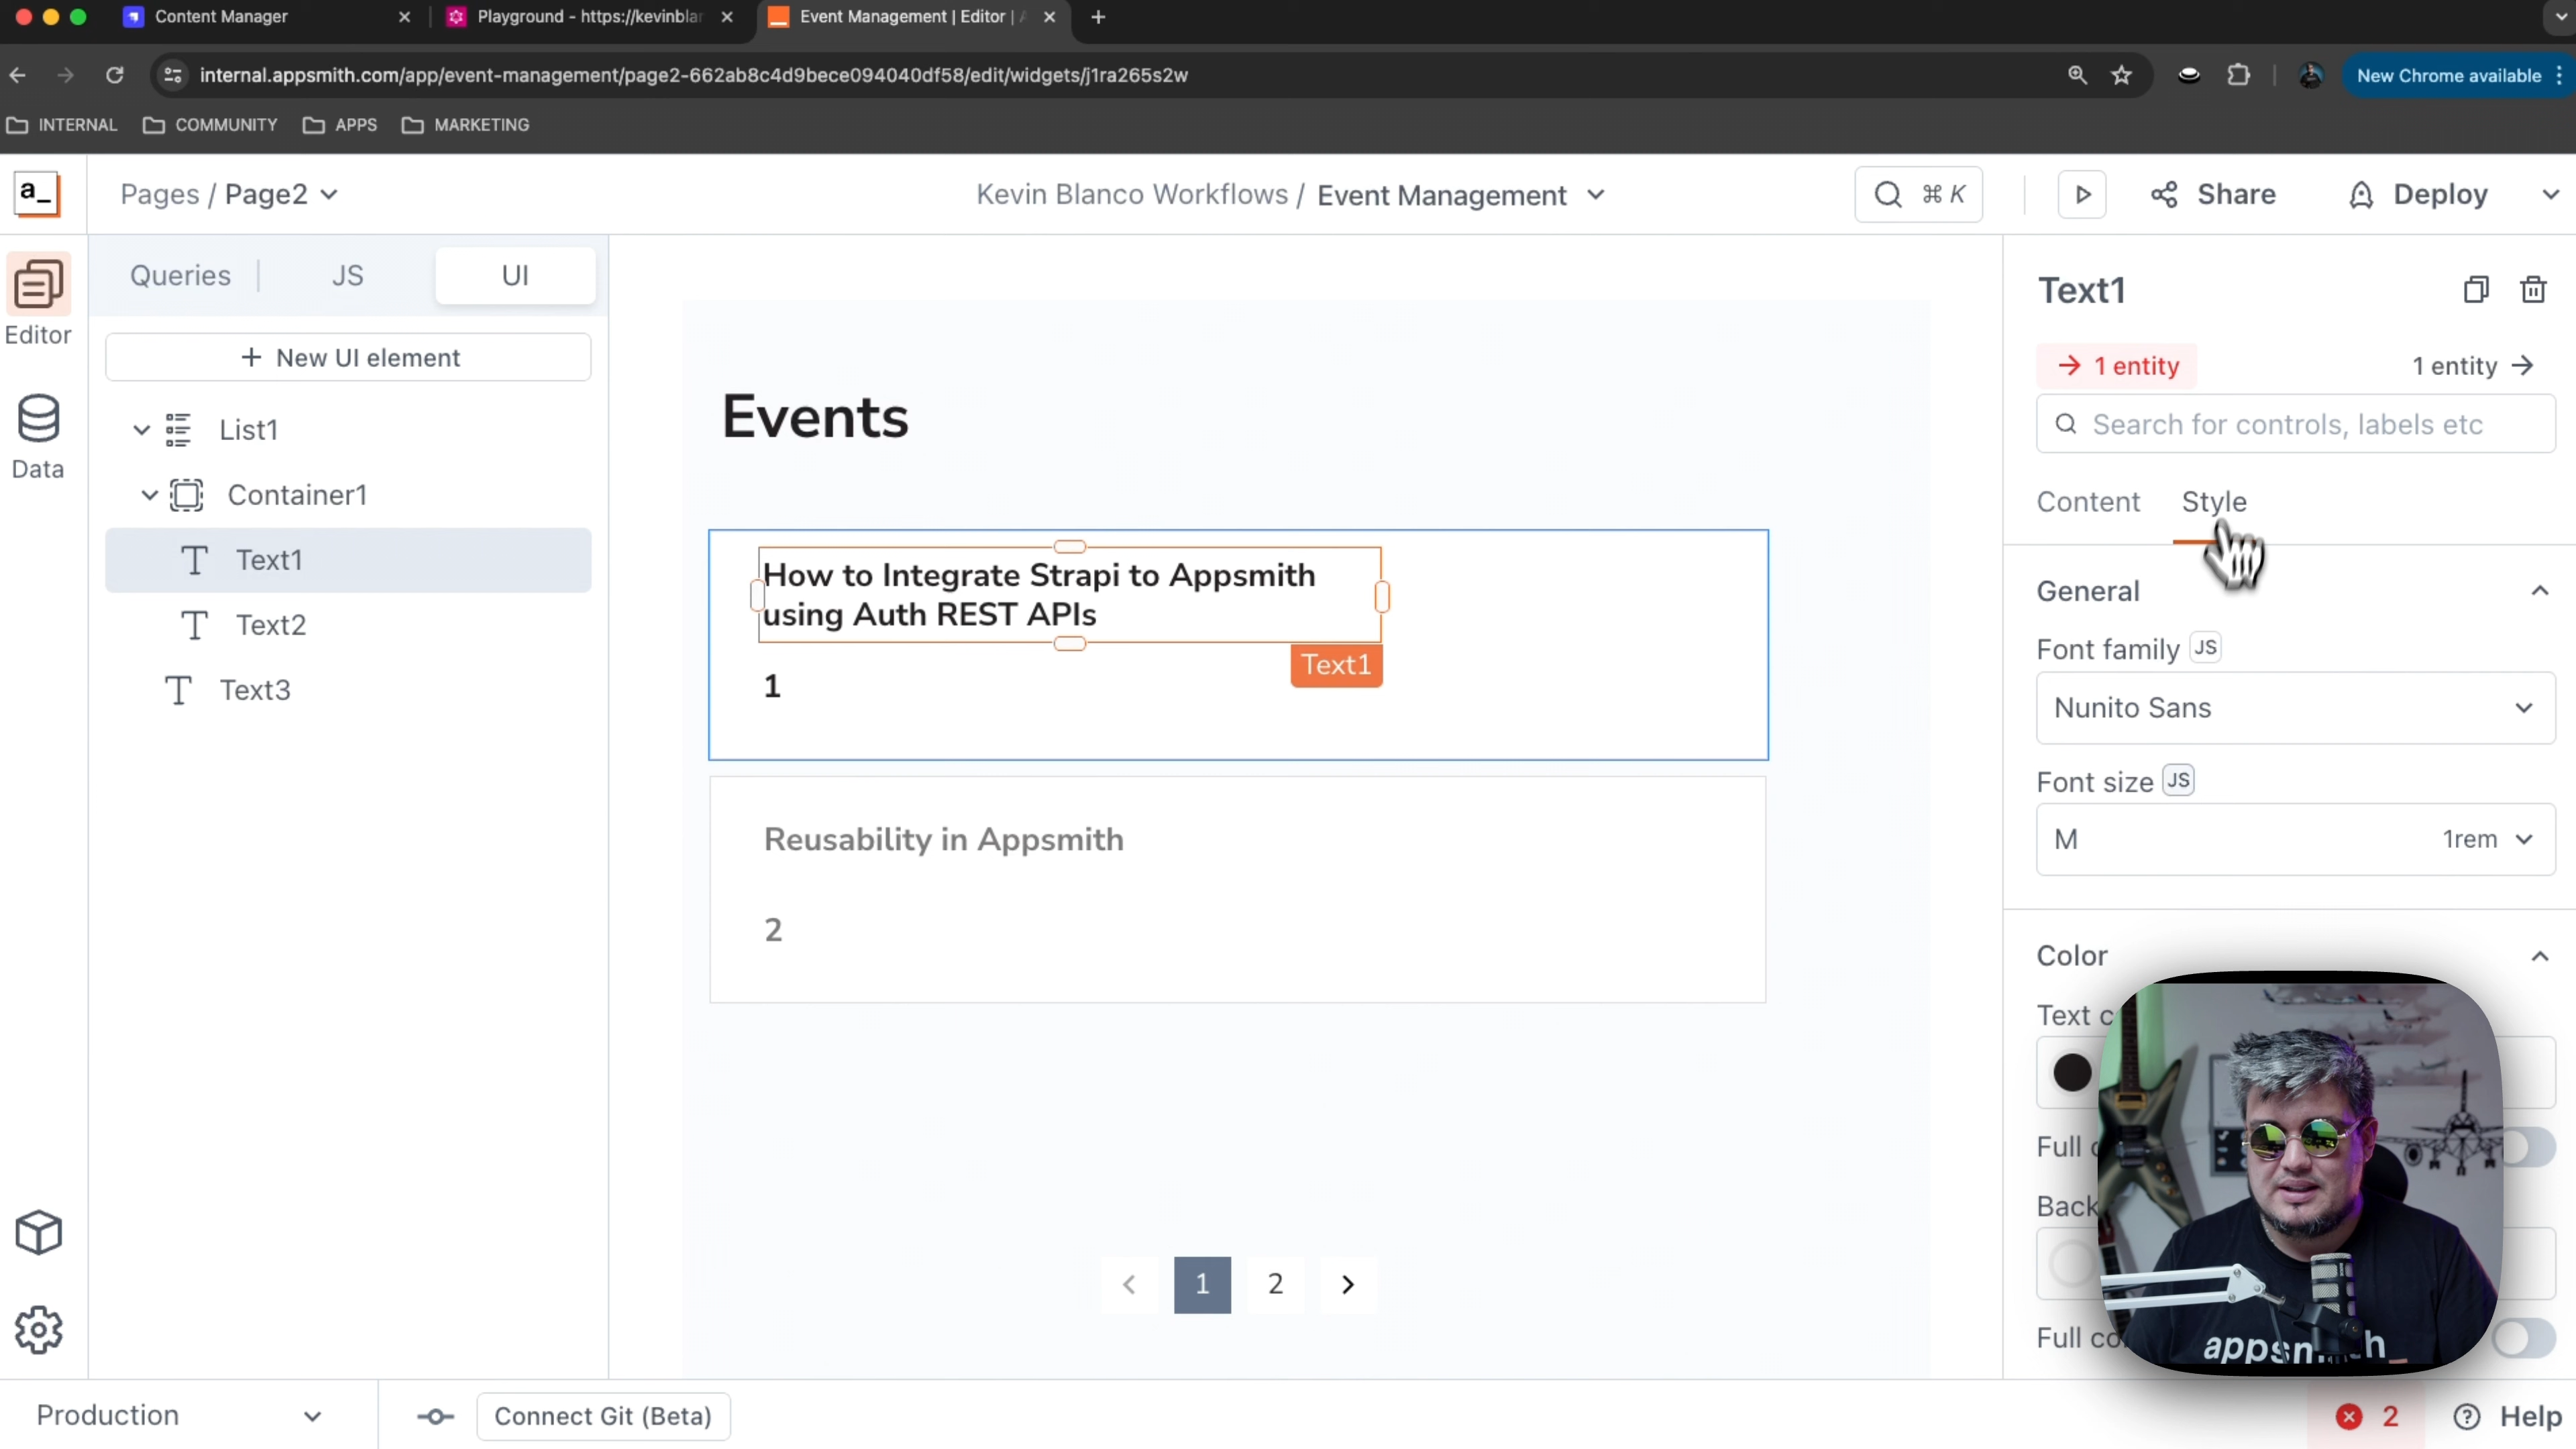 Content Manager
Playground - https://kevinblan
Event Management | Editor | A
internal.appsmith.com/app/event-management/page2-662ab8c4d9bece094040df58/edit/widgets/j1ra265s2w
New Chrome available
INTERNAL COMMUNITY APPS MARKETING
a_
Pages / Page2
Kevin Blanco Workflows / Event Management
⌘ K
Share
Deploy
Editor
Data
Queries JS UI
+ New UI element
List1
Container1
Text1
Text2
Text3
Events
How to Integrate Strapi to Appsmith
using Auth REST APIs
Text1
1
Reusability in Appsmith
2
1 2
Text1
1 entity
1 entity
Search for controls, labels etc
Content Style
General
Font family JS
Nunito Sans
Font size JS
M 1rem
Color
Text c
Full c
Back
Full co
Production
Connect Git (Beta)
2
Help